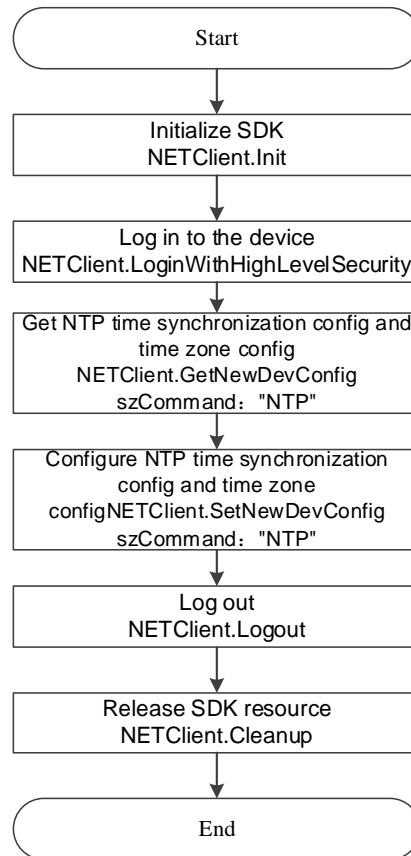 Start
Initialize SDK
NETClient.Init
Log in to the device
NETClient.LoginWithHighLevelSecurity
Get NTP time synchronization config and
time zone config
NETClient.GetNewDevConfig
szCommand："NTP"
Configure NTP time synchronization
config and time zone
configNETClient.SetNewDevConfig
szCommand："NTP"
Log out
NETClient.Logout
Release SDK resource
NETClient.Cleanup
End